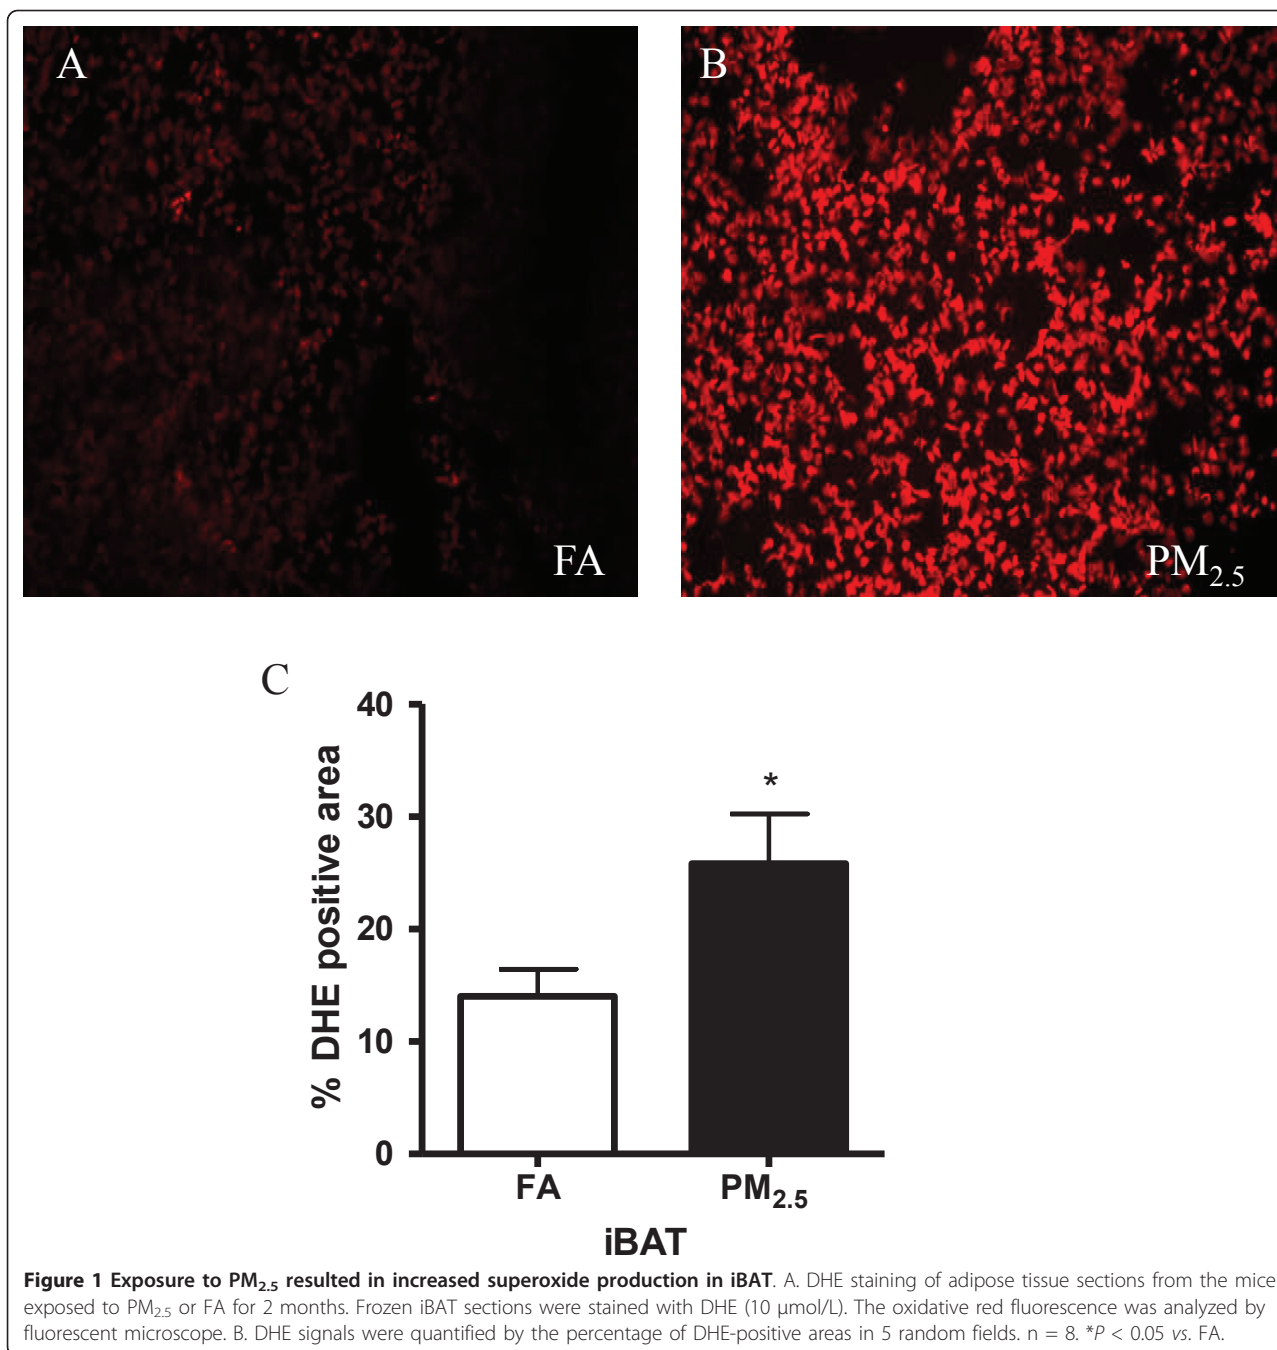 A
B
FA
PM2.5
C
40
30
20
10
0
% DHE positive area
*
FA
PM2.5
iBAT
Figure 1 Exposure to PM2.5 resulted in increased superoxide production in iBAT. A. DHE staining of adipose tissue sections from the mice
exposed to PM2.5 or FA for 2 months. Frozen iBAT sections were stained with DHE (10 μmol/L). The oxidative red fluorescence was analyzed by
fluorescent microscope. B. DHE signals were quantified by the percentage of DHE-positive areas in 5 random fields. n = 8. *P < 0.05 vs. FA.